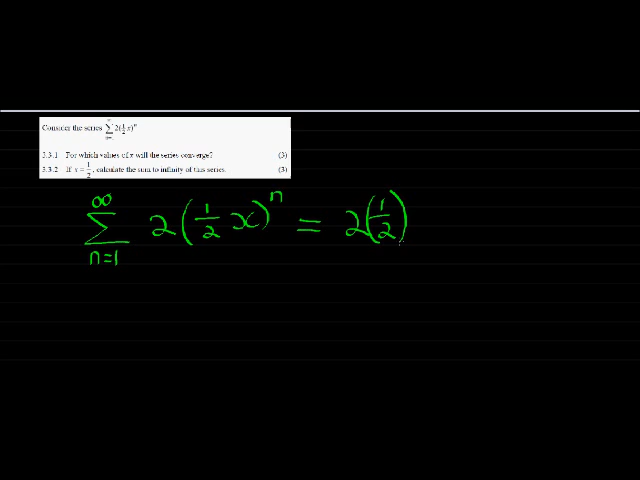 Consider the series ∑ 2(½x)ⁿ
3.3.1 For which values of x will the series converge? (3)
3.3.2 If x = 1/2, calculate the sum to infinity of this series. (3)
∞
∑ 2(1/2 x)ⁿ = 2(1/2)
n=1